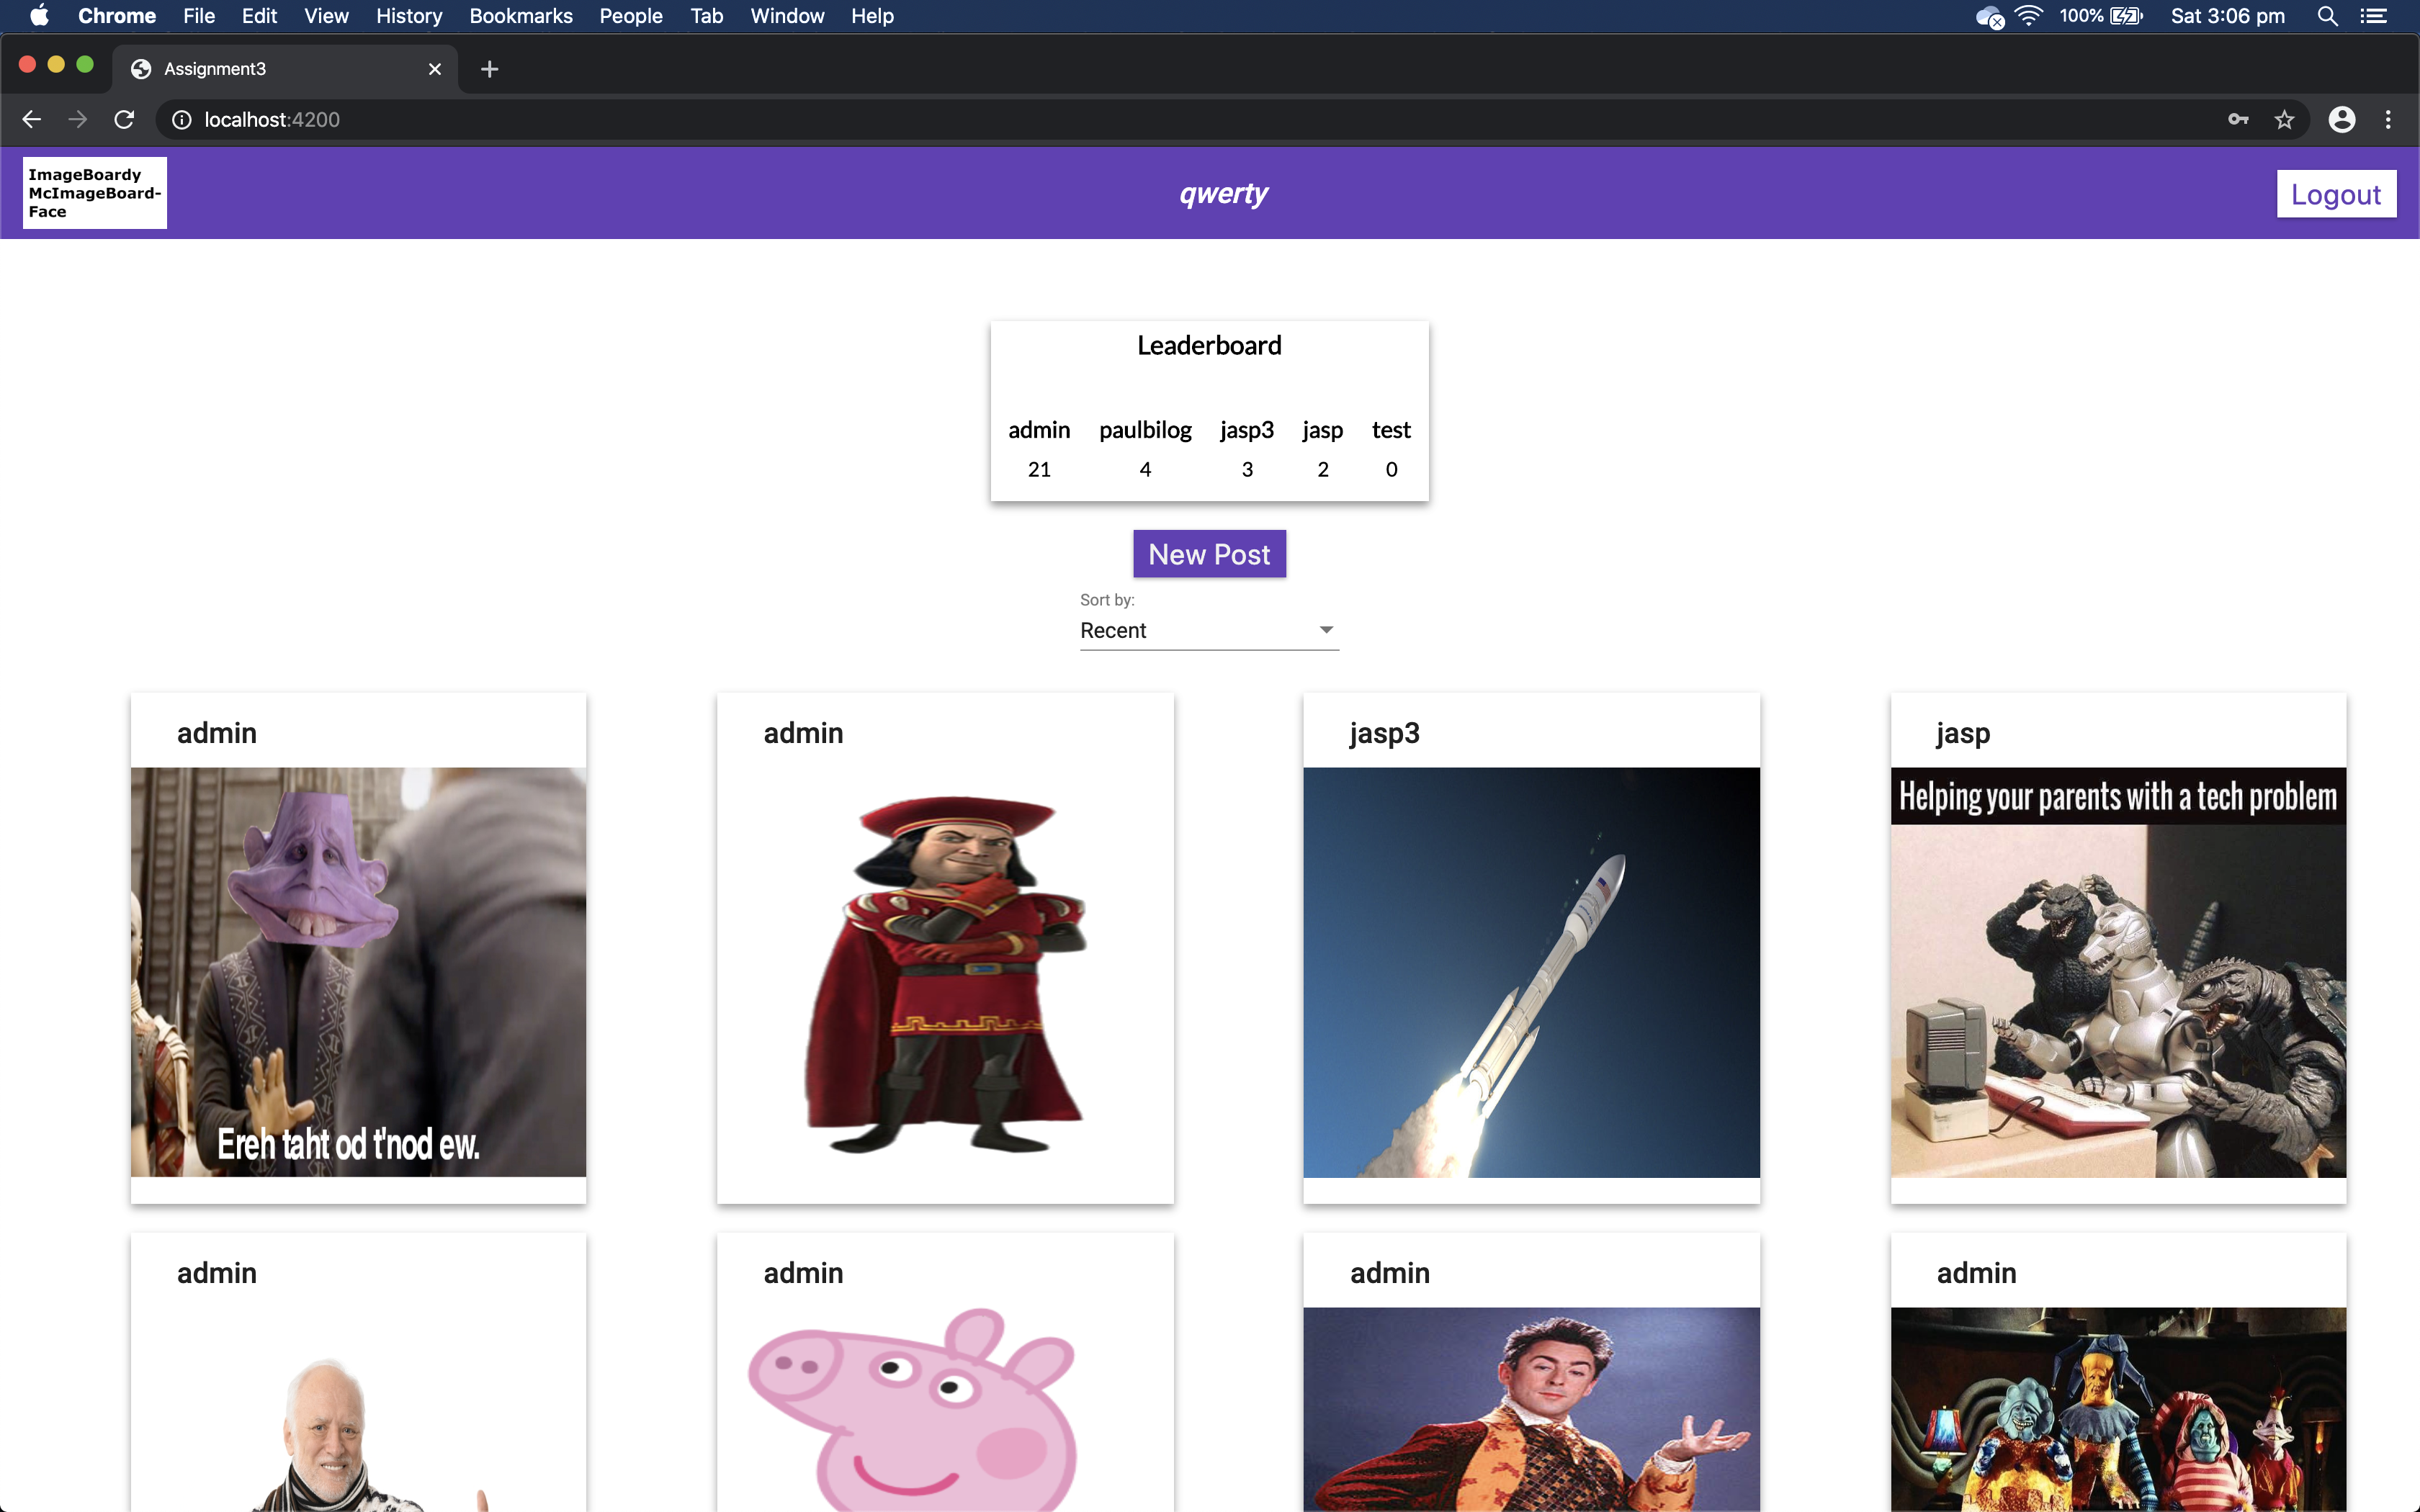 Chrome File Edit View History Bookmarks People Tab Window Help 100% Sat 3:06 pm
Assignment3
localhost:4200
ImageBoardy
McImageBoard-
Face
qwerty
Logout
Leaderboard
admin paulbilog jasp3 jasp test
21 4 3 2 0
New Post
Sort by:
Recent
admin admin jasp3 jasp
Helping your parents with a tech problem
Ereh taht od t'nod ew.
admin admin admin admin